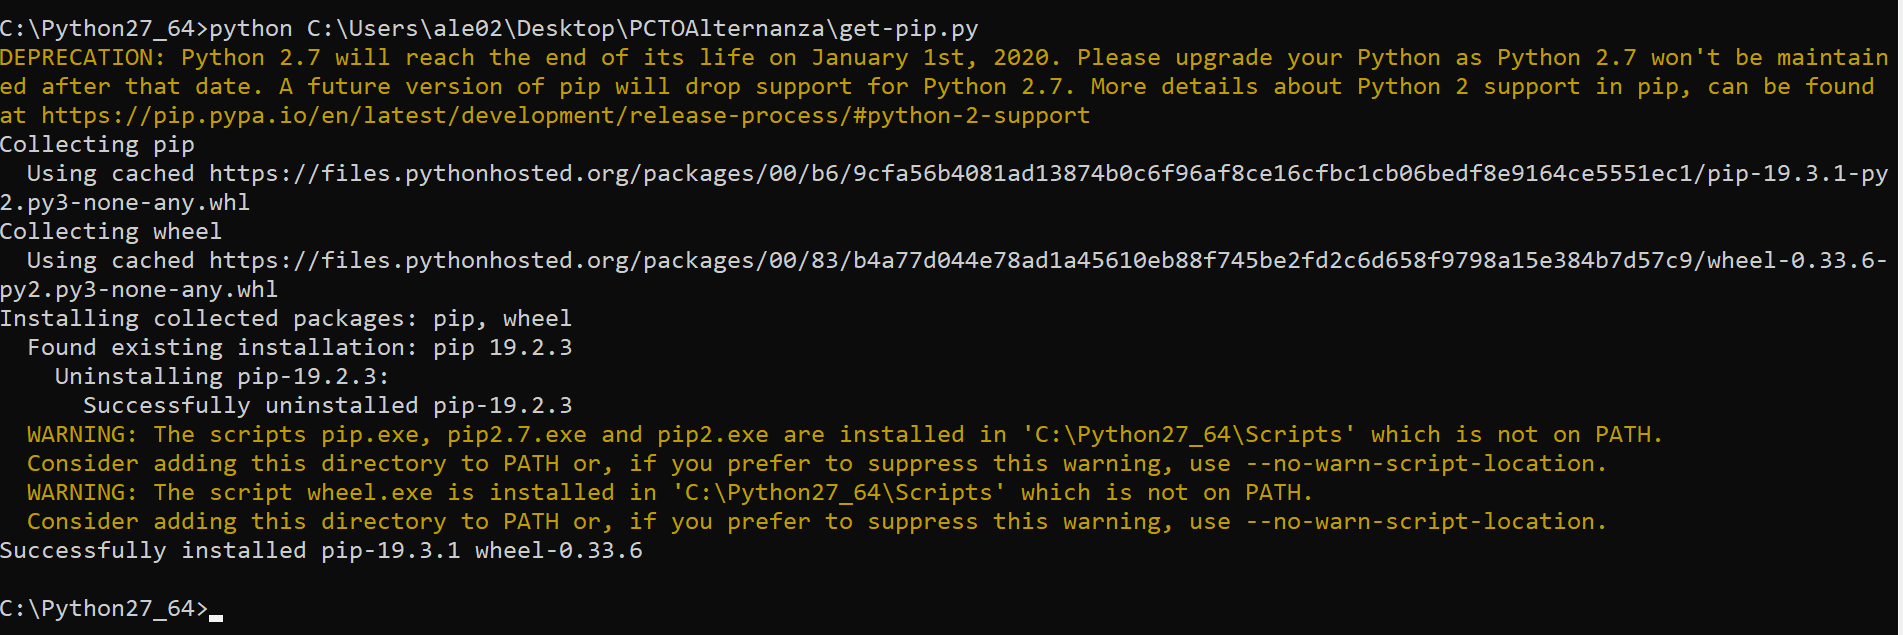 C:\Python27_64>python C:\Users\ale02\Desktop\PCTOAlternanza\get-pip.py
DEPRECATION: Python 2.7 will reach the end of its life on January 1st, 2020. Please upgrade your Python as Python 2.7 won't be maintain
ed after that date. A future version of pip will drop support for Python 2.7. More details about Python 2 support in pip, can be found
at https://pip.pypa.io/en/latest/development/release-process/#python-2-support
Collecting pip
  Using cached https://files.pythonhosted.org/packages/00/b6/9cfa56b4081ad13874b0c6f96af8ce16cfbc1cb06bedf8e9164ce5551ec1/pip-19.3.1-py
2.py3-none-any.whl
Collecting wheel
  Using cached https://files.pythonhosted.org/packages/00/83/b4a77d044e78ad1a45610eb88f745be2fd2c6d658f9798a15e384b7d57c9/wheel-0.33.6-
py2.py3-none-any.whl
Installing collected packages: pip, wheel
  Found existing installation: pip 19.2.3
    Uninstalling pip-19.2.3:
      Successfully uninstalled pip-19.2.3
  WARNING: The scripts pip.exe, pip2.7.exe and pip2.exe are installed in 'C:\Python27_64\Scripts' which is not on PATH.
  Consider adding this directory to PATH or, if you prefer to suppress this warning, use --no-warn-script-location.
  WARNING: The script wheel.exe is installed in 'C:\Python27_64\Scripts' which is not on PATH.
  Consider adding this directory to PATH or, if you prefer to suppress this warning, use --no-warn-script-location.
Successfully installed pip-19.3.1 wheel-0.33.6
C:\Python27_64>